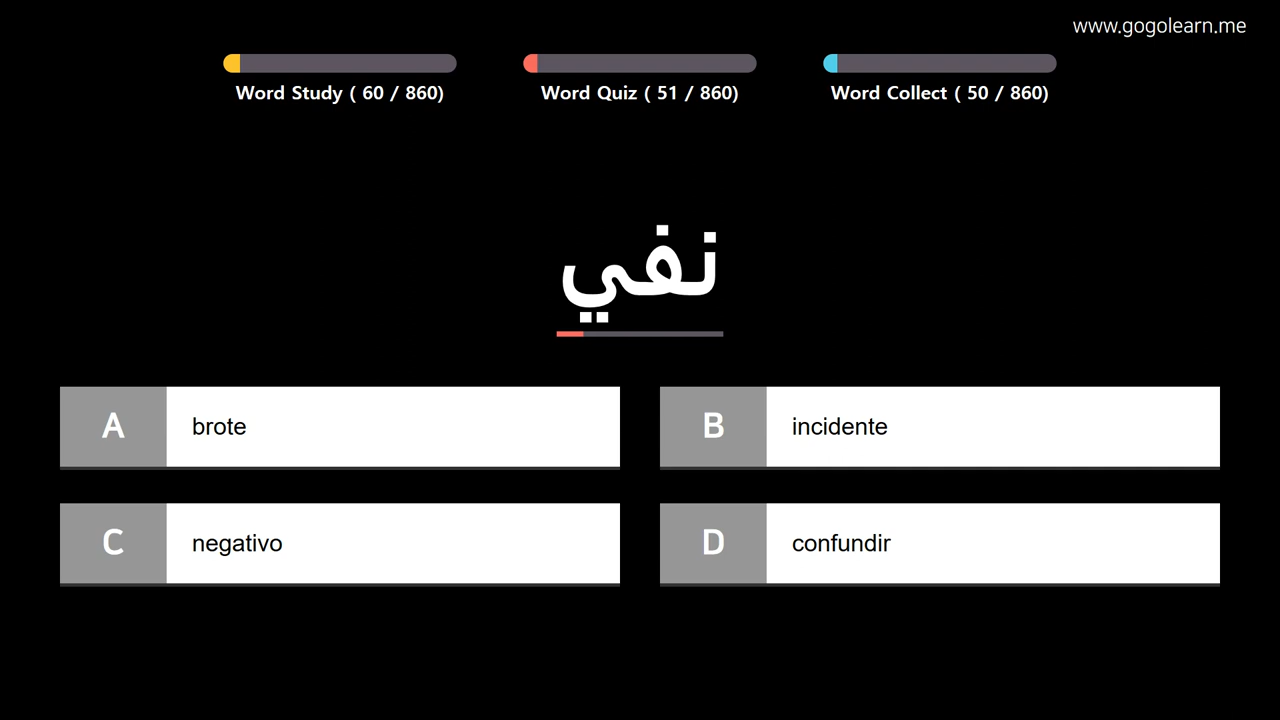 www.gogolearn.me
Word Study ( 60 / 860)
Word Quiz ( 51 / 860)
Word Collect ( 50 / 860)
نفي
A brote
B incidente
C negativo
D confundir